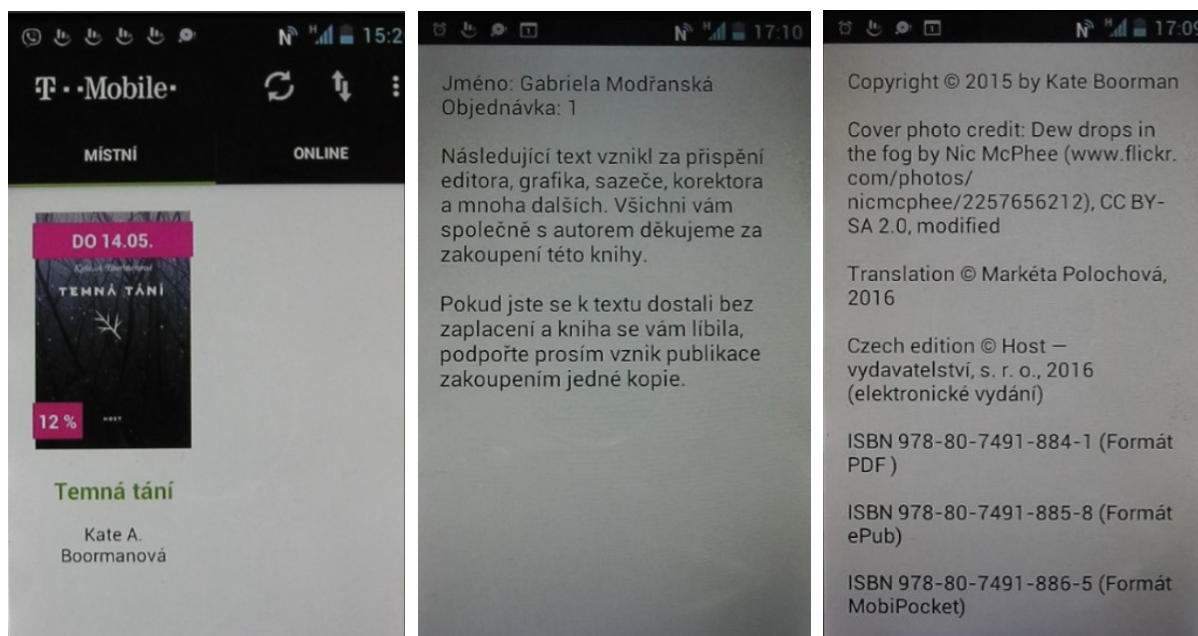 15:2
T··Mobile·
MÍSTNÍ
ONLINE
DO 14.05.
TEMNÁ TÁNÍ
12 %
HOST
Temná tání
Kate A.
Boormanová
H 17:10
Jméno: Gabriela Modřanská
Objednávka: 1
Následující text vznikl za přispění
editora, grafika, sazeče, korektora
a mnoha dalších. Všichni vám
společně s autorem děkujeme za
zakoupení této knihy.
Pokud jste se k textu dostali bez
zaplacení a kniha se vám líbila,
podpořte prosím vznik publikace
zakoupením jedné kopie.
H 17:09
Copyright © 2015 by Kate Boorman
Cover photo credit: Dew drops in
the fog by Nic McPhee (www.flickr.
com/photos/
nicmcphee/2257656212), CC BY-
SA 2.0, modified
Translation © Markéta Polochová,
2016
Czech edition © Host —
vydavatelství, s. r. o., 2016
(elektronické vydání)
ISBN 978-80-7491-884-1 (Formát
PDF )
ISBN 978-80-7491-885-8 (Formát
ePub)
ISBN 978-80-7491-886-5 (Formát
MobiPocket)